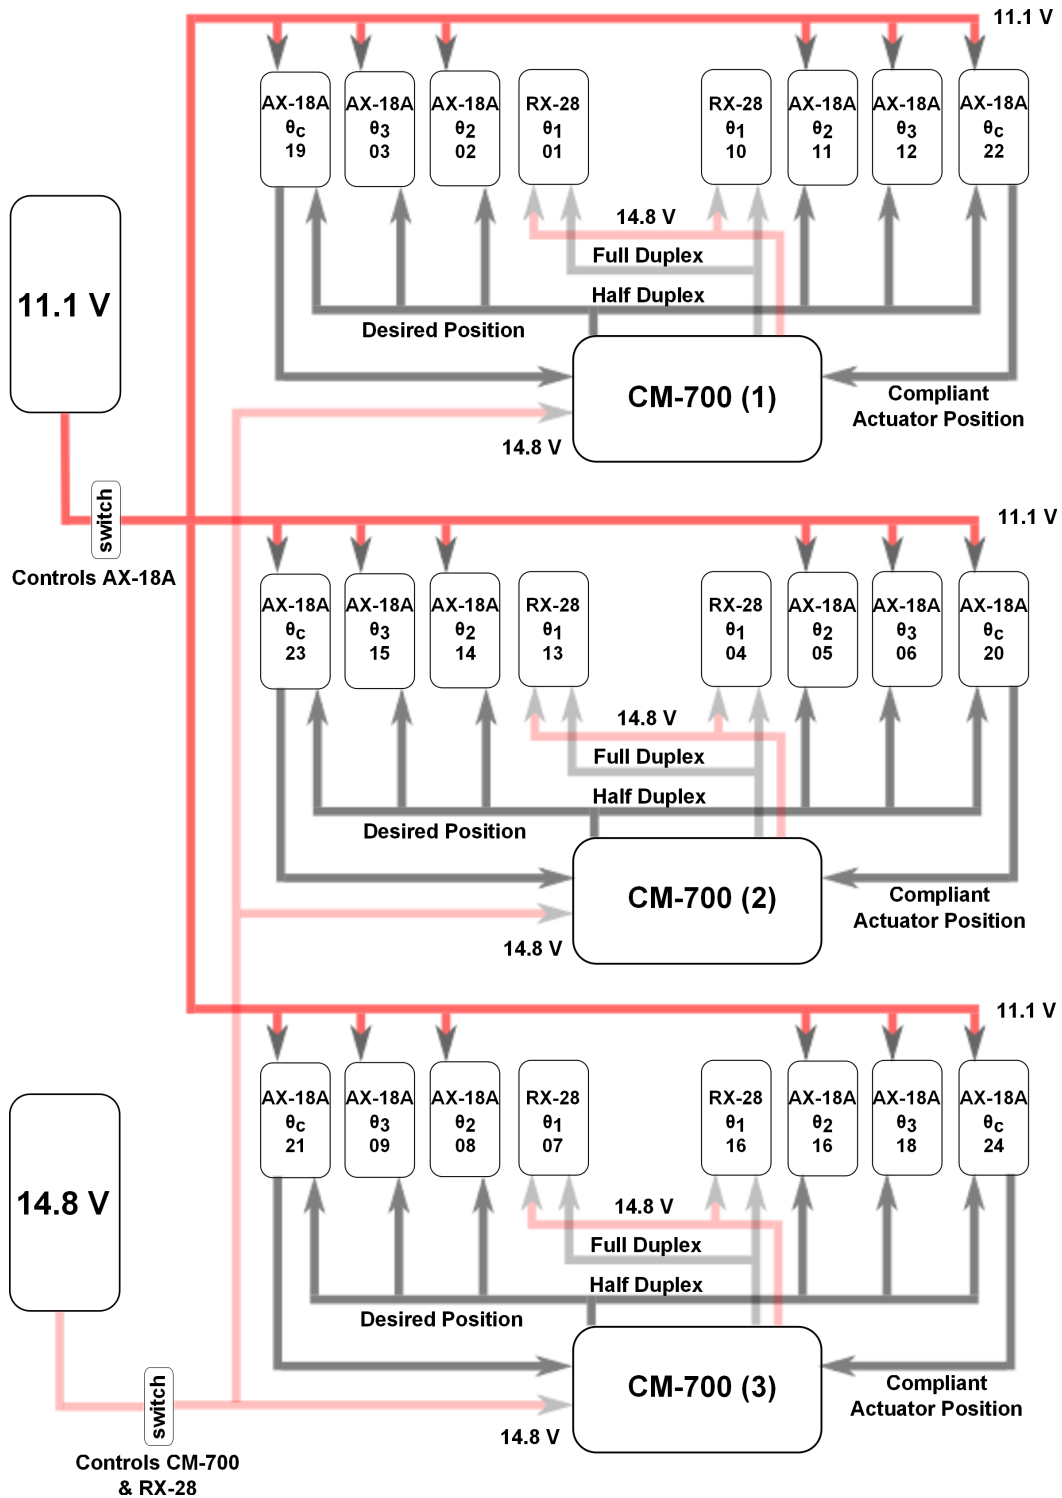 11.1 V
AX-18A
θc
19
AX-18A
θ3
03
AX-18A
θ2
02
RX-28
θ1
01
RX-28
θ1
10
AX-18A
θ2
11
AX-18A
θ3
12
AX-18A
θc
22
11.1 V
14.8 V
Full Duplex
Half Duplex
Desired Position
CM-700 (1)
Compliant
Actuator Position
14.8 V
switch
Controls AX-18A
11.1 V
AX-18A
θc
23
AX-18A
θ3
15
AX-18A
θ2
14
RX-28
θ1
13
RX-28
θ1
04
AX-18A
θ2
05
AX-18A
θ3
06
AX-18A
θc
20
14.8 V
Full Duplex
Half Duplex
Desired Position
CM-700 (2)
Compliant
Actuator Position
14.8 V
11.1 V
AX-18A
θc
21
AX-18A
θ3
09
AX-18A
θ2
08
RX-28
θ1
07
RX-28
θ1
16
AX-18A
θ2
16
AX-18A
θ3
18
AX-18A
θc
24
14.8 V
14.8 V
Full Duplex
Half Duplex
Desired Position
CM-700 (3)
Compliant
Actuator Position
14.8 V
switch
Controls CM-700
& RX-28